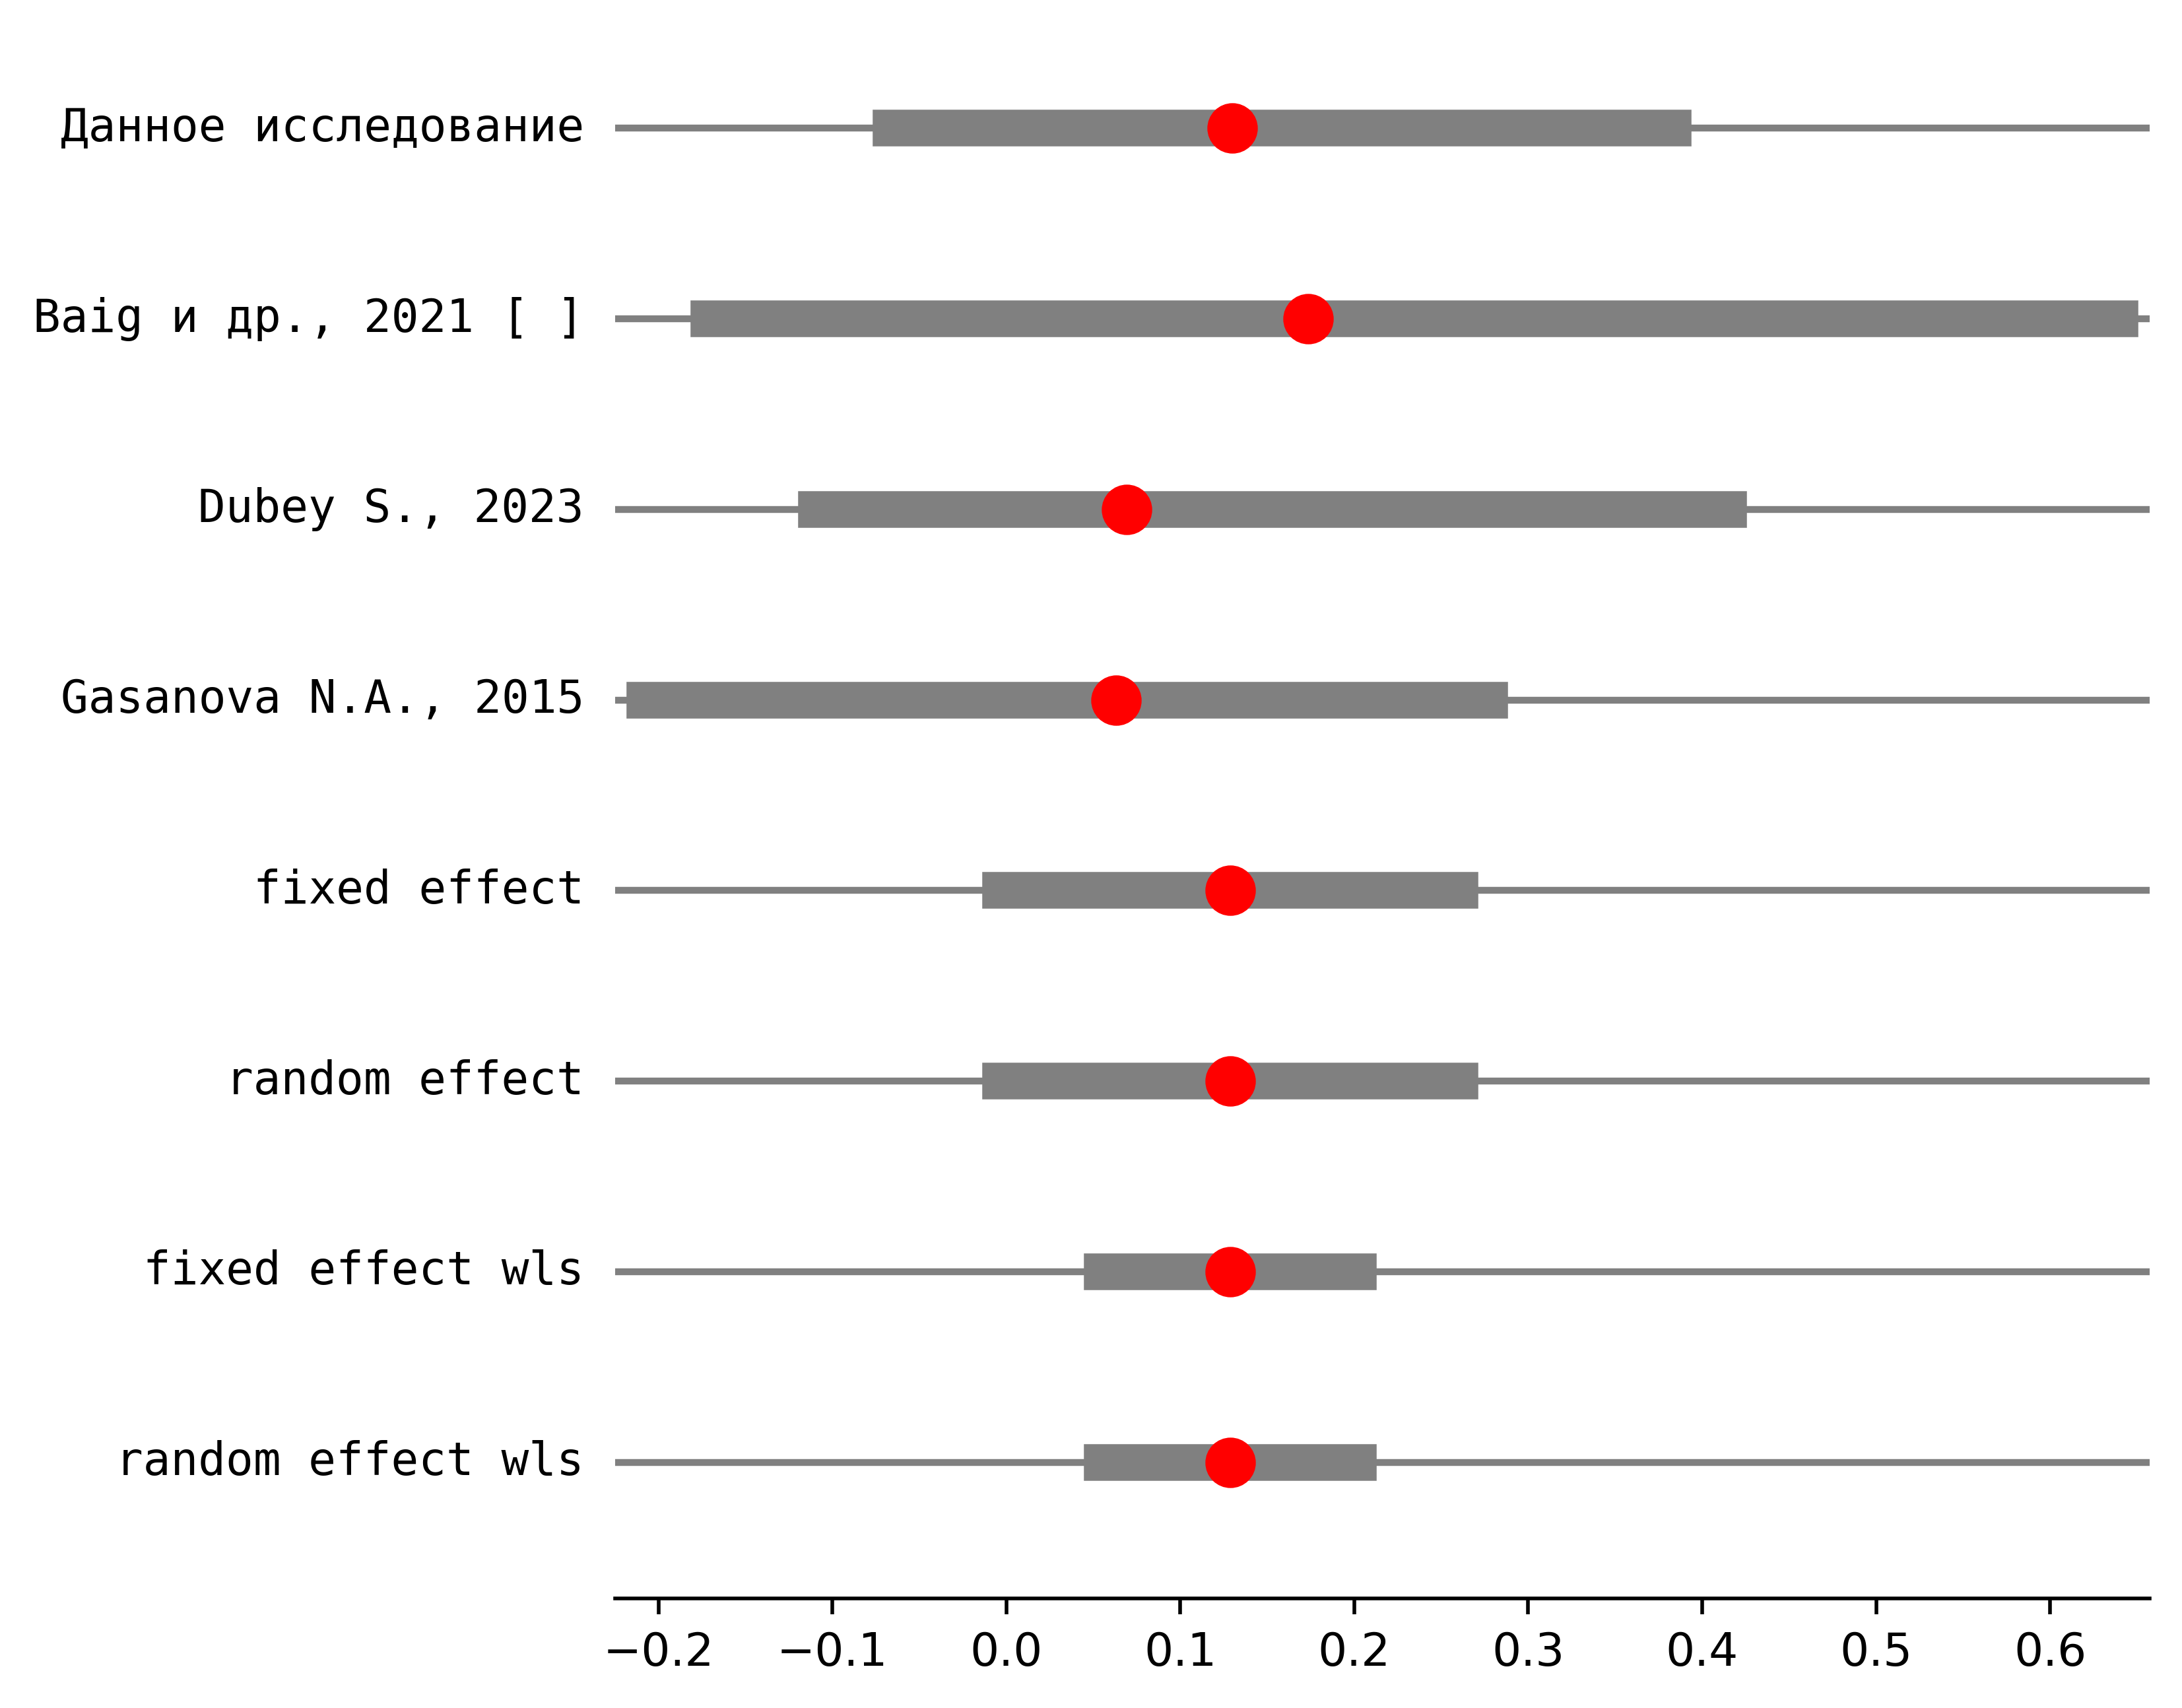 Данное исследование
Baig и др., 2021 [ ]
Dubey S., 2023
Gasanova N.A., 2015
fixed effect
random effect
fixed effect wls
random effect wls
−0.2 −0.1 0.0 0.1 0.2 0.3 0.4 0.5 0.6